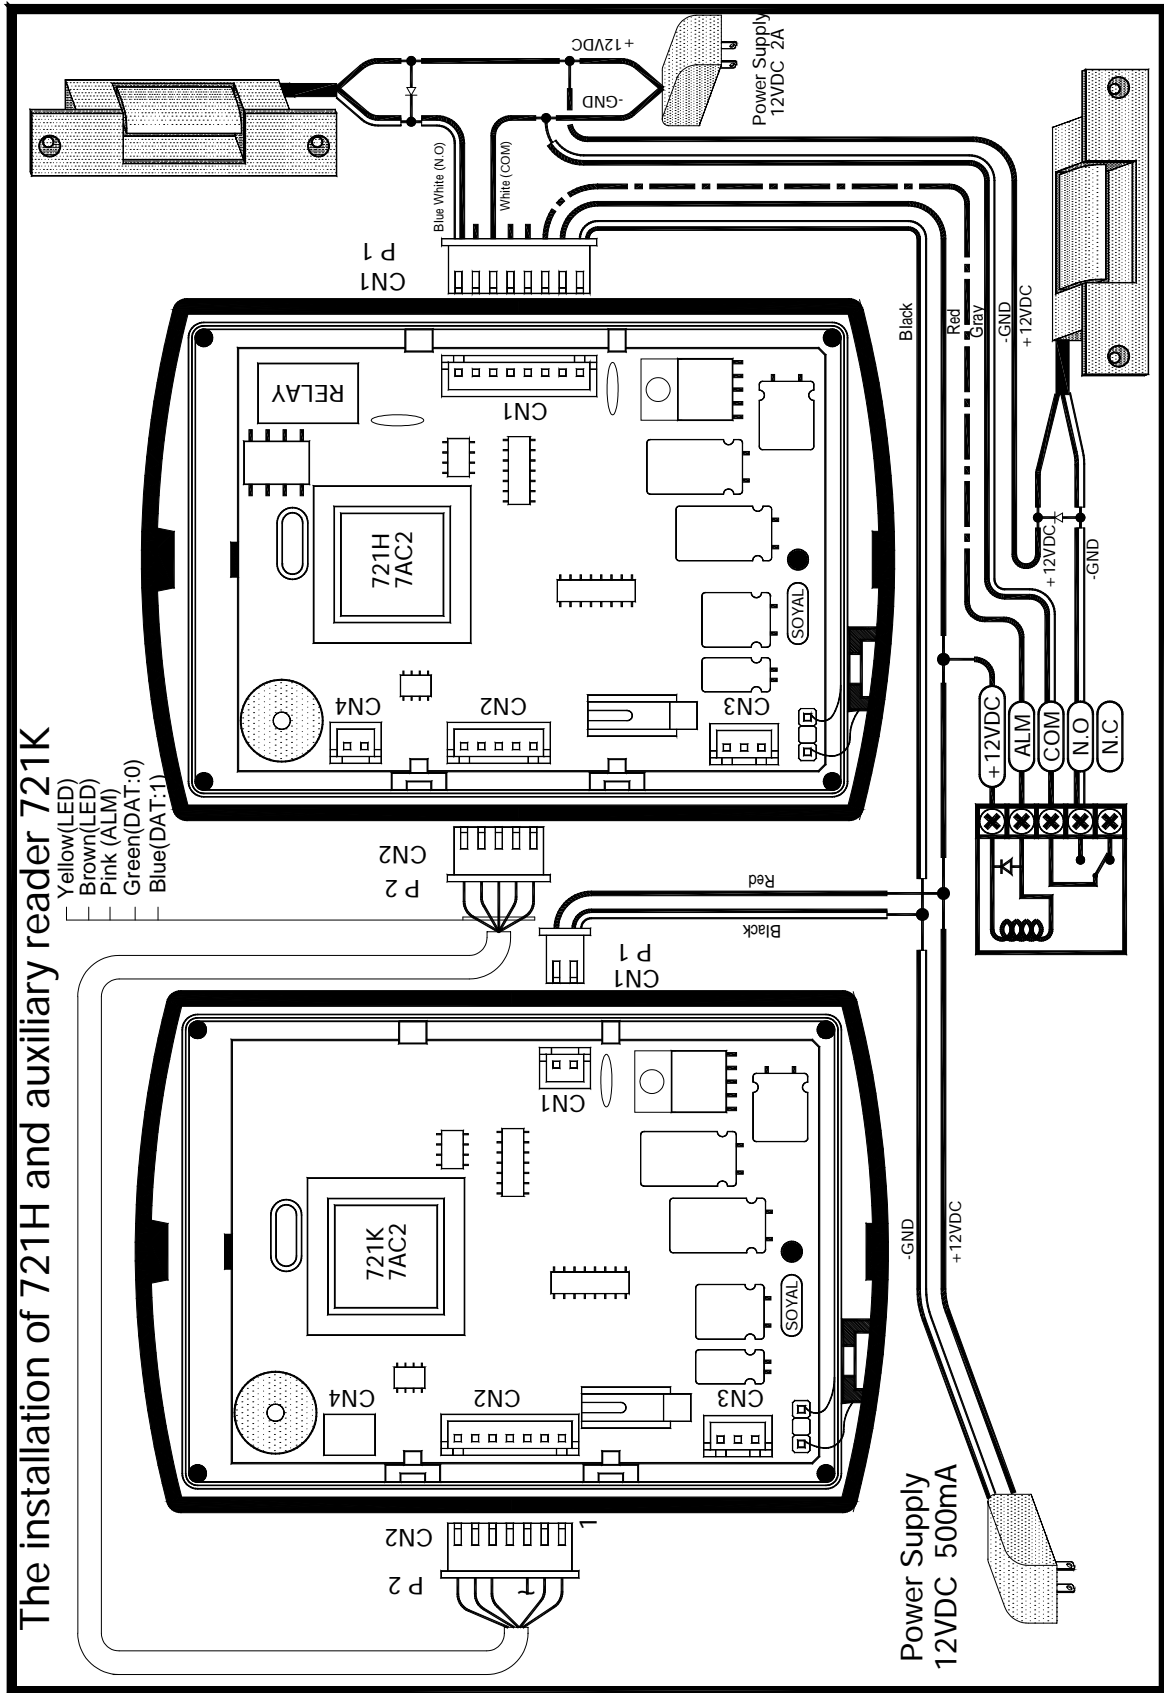 The installation of 721H and auxiliary reader 721K
Yellow(LED)
Brown(LED)
Pink (ALM)
Green(DAT:0)
Blue(DAT:1)
+12VDC
-GND
Power Supply
12VDC 2A
Blue White (N.O)
White (COM)
P 1
CN1
RELAY
CN1
721H
7AC2
SOYAL
CN4
CN2
CN3
Black
Red
Gray
-GND
+12VDC
+12VDC
-GND
+12VDC
ALM
COM
N.O
N.C
CN2
P 2
Red
Black
P 1
CN1
CN1
721K
7AC2
SOYAL
CN4
CN2
CN3
-GND
+12VDC
CN2
P 2
1
7
Power Supply
12VDC 500mA